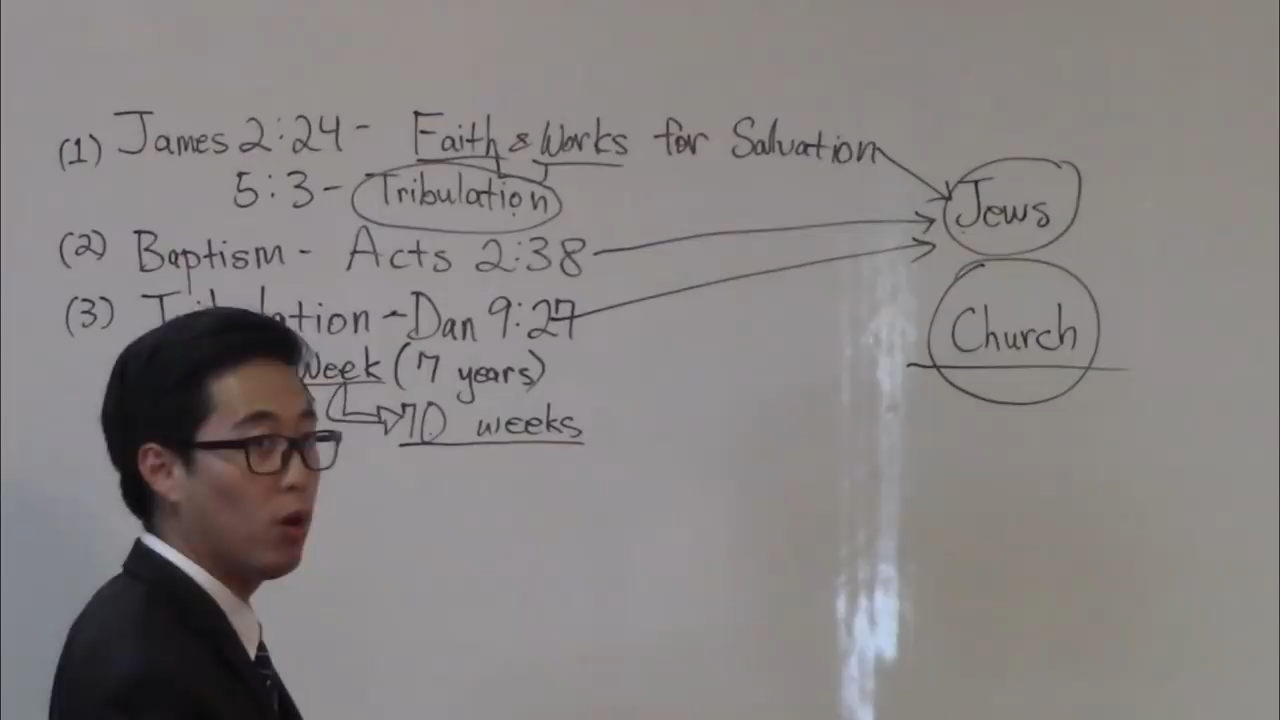 (1) James 2:24 - Faith & Works for Salvation
5:3 - Tribulation
Jews
(2) Baptism - Acts 2:38
(3) -Dan 9:27
Church
Week (7 years)
70 weeks